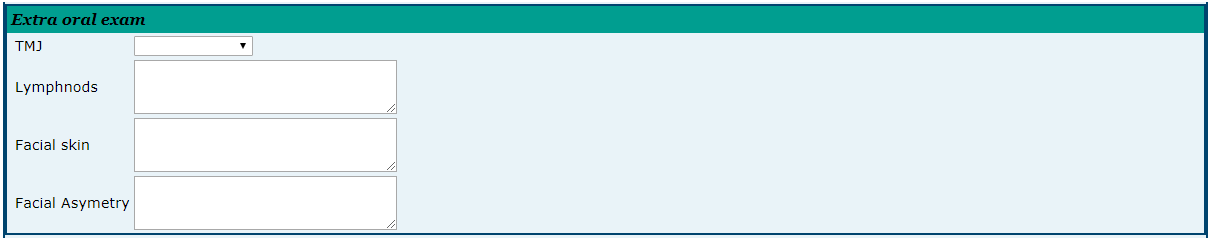 Extra oral exam
TMJ
Lymphnods
Facial skin
Facial Asymetry